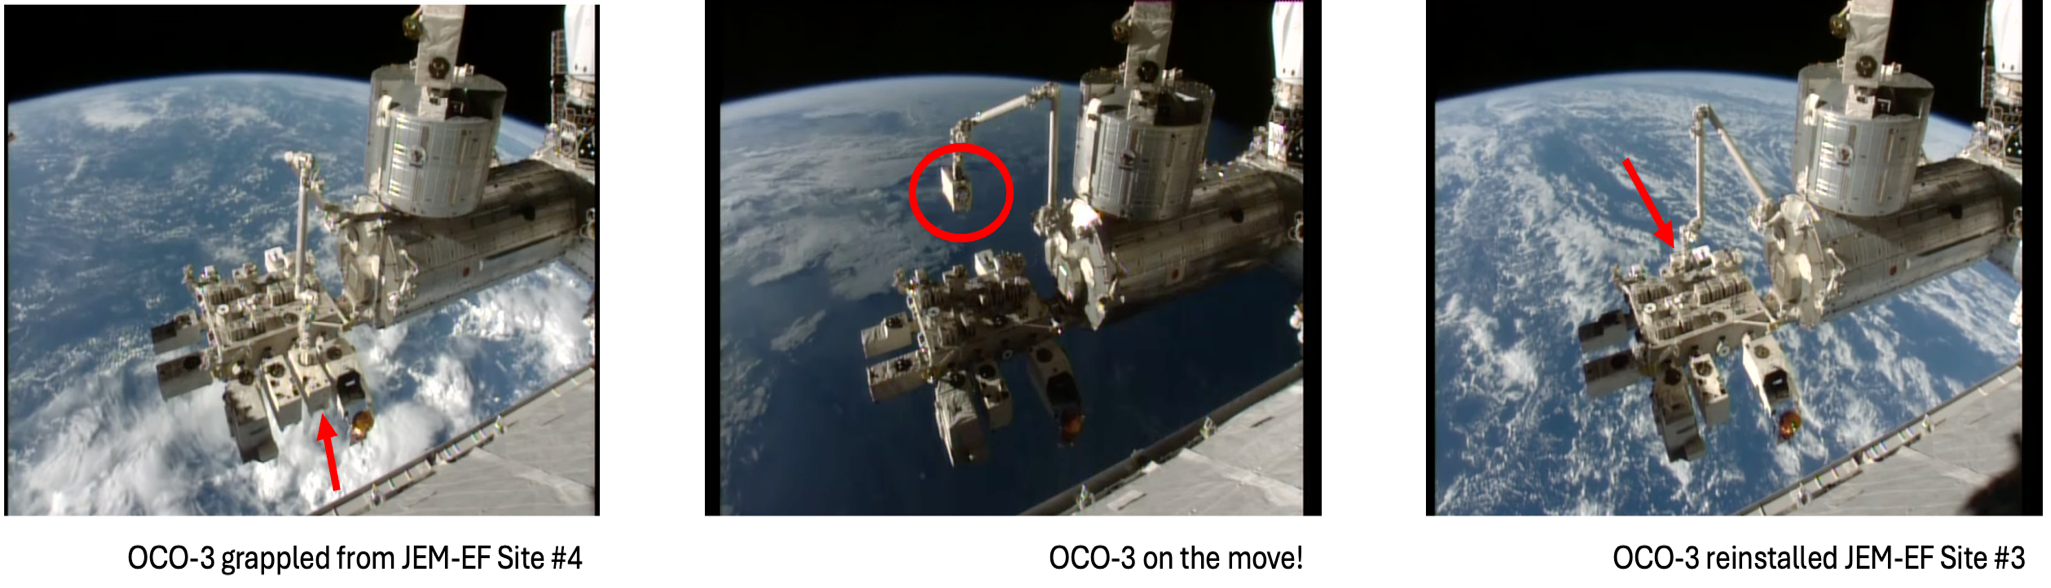 OCO-3 grappled from JEM-EF Site #4
OCO-3 on the move!
OCO-3 reinstalled JEM-EF Site #3